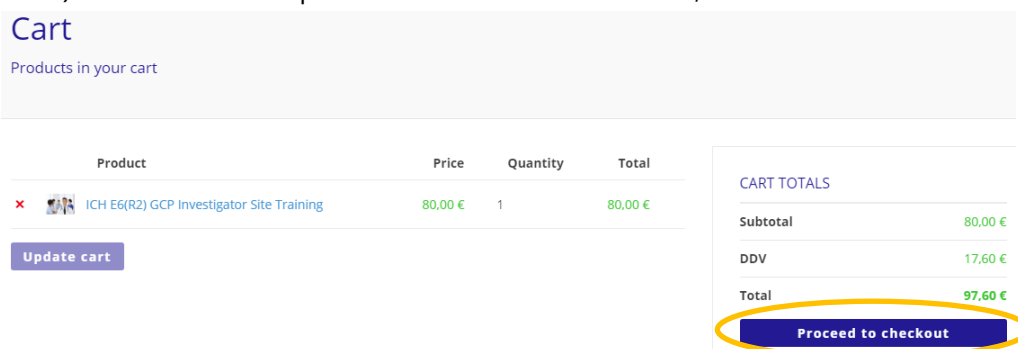 Cart
Products in your cart
Product Price Quantity Total
× ICH E6(R2) GCP Investigator Site Training 80,00 € 1 80,00 €
Update cart
CART TOTALS
Subtotal 80,00 €
DDV 17,60 €
Total 97,60 €
Proceed to checkout